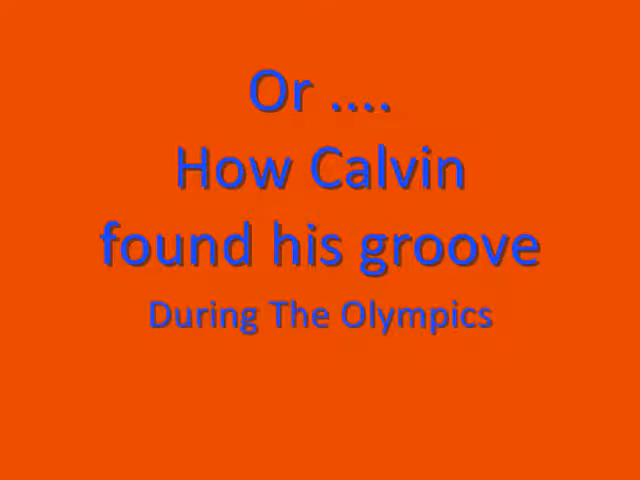 Or ....
How Calvin
found his groove
During The Olympics